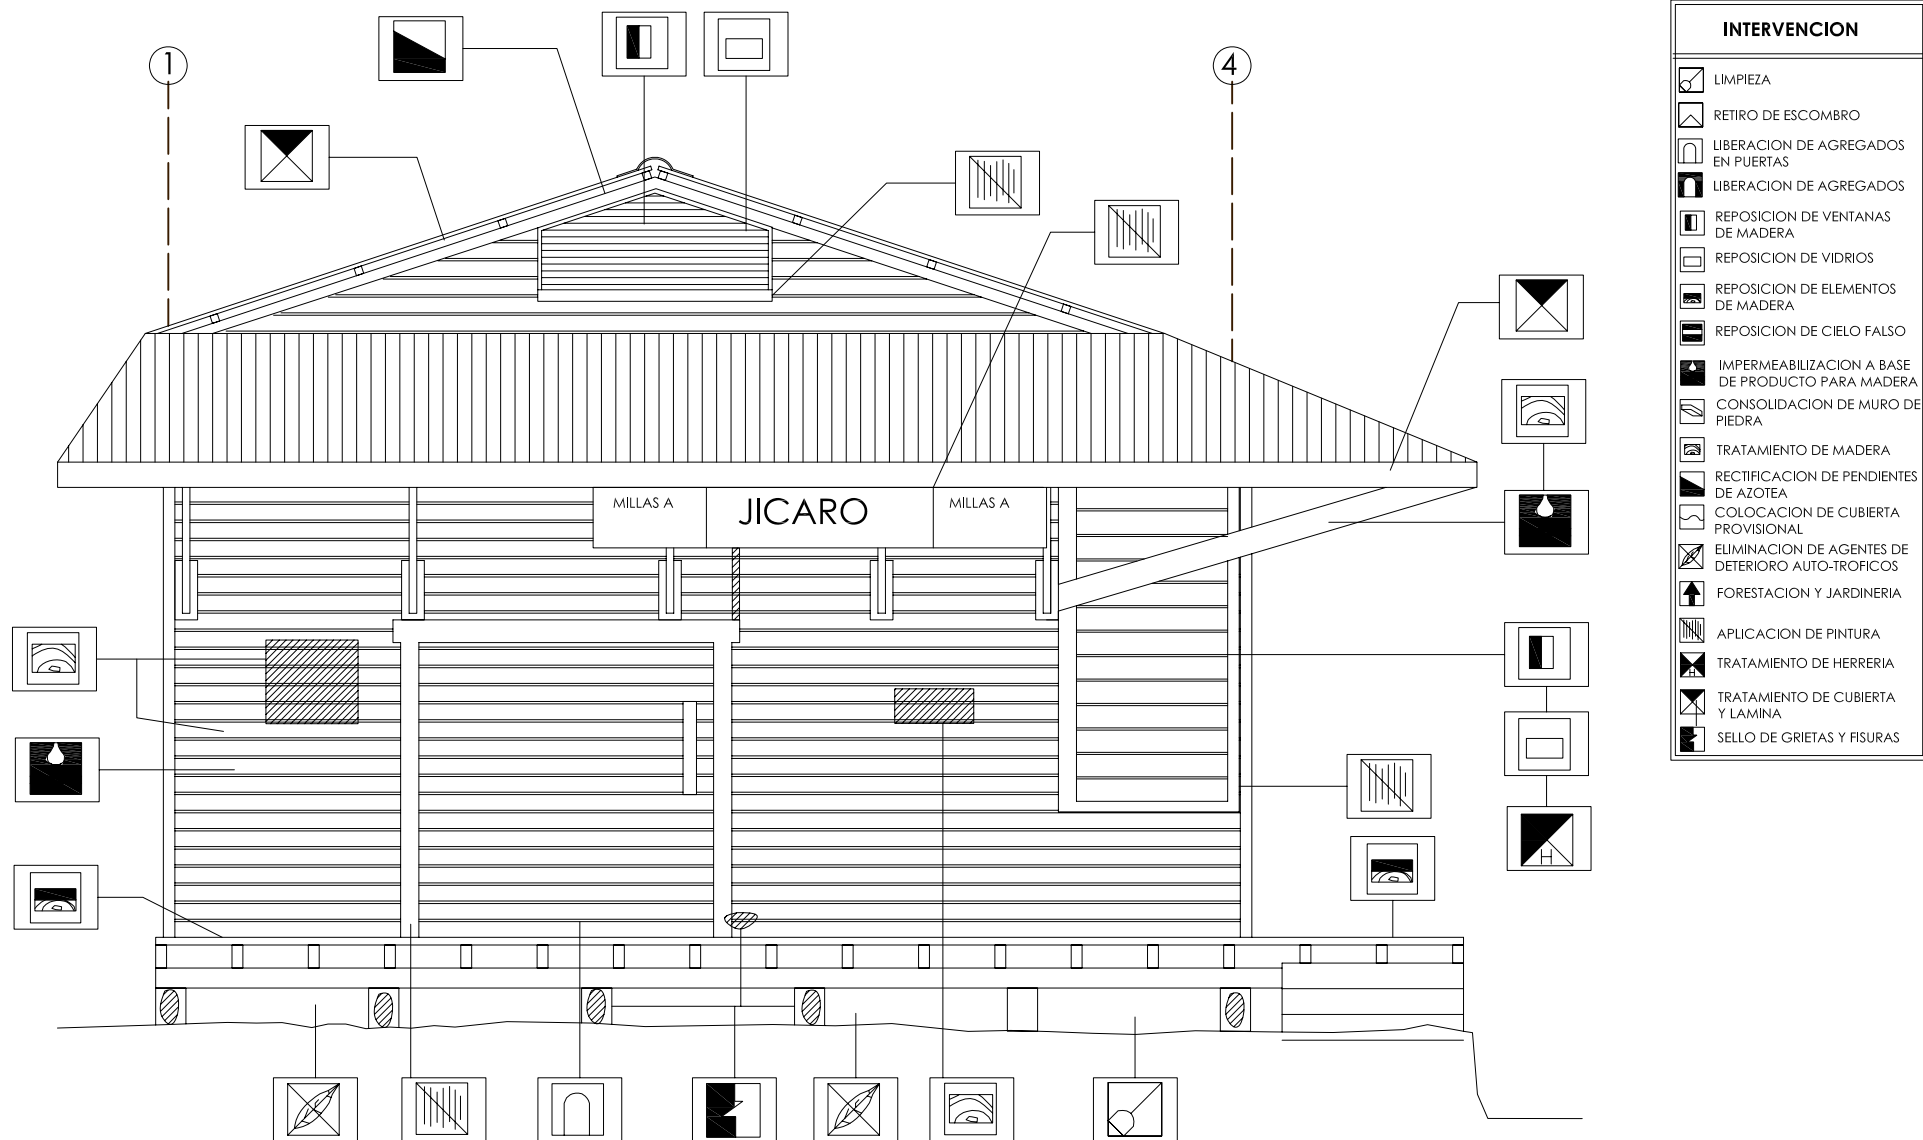 1
4
MILLAS A
JICARO
MILLAS A
H
INTERVENCION
LIMPIEZA
RETIRO DE ESCOMBRO
LIBERACION DE AGREGADOS
EN PUERTAS
LIBERACION DE AGREGADOS
REPOSICION DE VENTANAS
DE MADERA
REPOSICION DE VIDRIOS
REPOSICION DE ELEMENTOS
DE MADERA
REPOSICION DE CIELO FALSO
IMPERMEABILIZACION A BASE
DE PRODUCTO PARA MADERA
CONSOLIDACION DE MURO DE
PIEDRA
TRATAMIENTO DE MADERA
RECTIFICACION DE PENDIENTES
DE AZOTEA
COLOCACION DE CUBIERTA
PROVISIONAL
ELIMINACION DE AGENTES DE
DETERIORO AUTO-TROFICOS
FORESTACION Y JARDINERIA
APLICACION DE PINTURA
H
TRATAMIENTO DE HERRERIA
TRATAMIENTO DE CUBIERTA
Y LAMINA
SELLO DE GRIETAS Y FISURAS